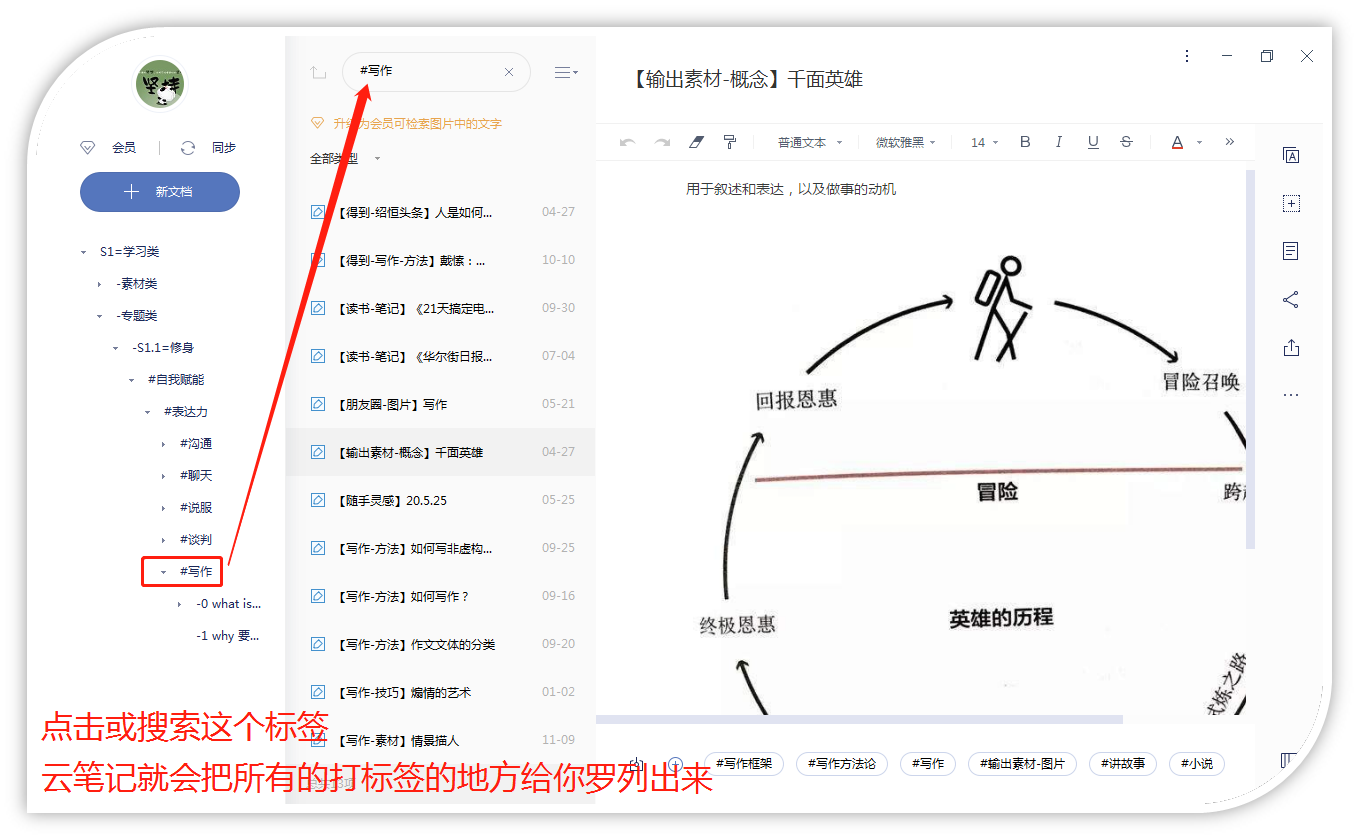 坚持
会员
同步
新文档
S1=学习类
-素材类
-专题类
-S1.1=修身
#自我赋能
#表达力
#沟通
#聊天
#说服
#谈判
#写作
-0 what is...
-1 why 要...
#写作
升级为会员可检索图片中的文字
全部类型
【得到-绍恒头条】人是如何... 04-27
【得到-写作-方法】戴愫：... 10-10
【读书-笔记】《21天搞定电... 09-30
【读书-笔记】《华尔街日报... 07-04
【朋友圈-图片】写作 05-21
【输出素材-概念】千面英雄 04-27
【随手灵感】20.5.25 05-25
【写作-方法】如何写非虚构... 09-25
【写作-方法】如何写作？ 09-16
【写作-方法】作文文体的分类 09-20
【写作-技巧】煽情的艺术 01-02
【写作-素材】情景描人 11-09
【输出素材-概念】千面英雄
普通文本 微软雅黑 14 B I U S A »
用于叙述和表达，以及做事的动机
冒险召唤
回报恩惠
冒险
英雄的历程
终极恩惠
试炼之路
#写作框架 #写作方法论 #写作 #输出素材-图片 #讲故事 #小说
点击或搜索这个标签
云笔记就会把所有的打标签的地方给你罗列出来